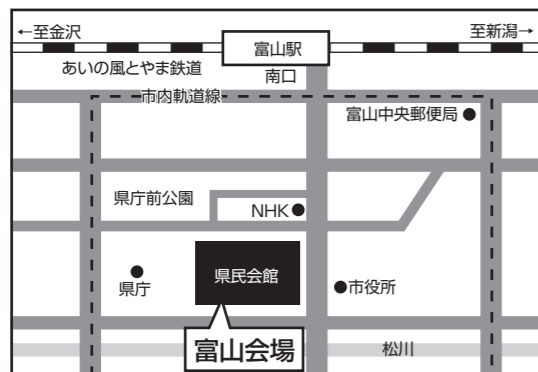 ←至金沢
富山駅
至新潟→
あいの風とやま鉄道
南口
市内軌道線
富山中央郵便局
県庁前公園
NHK
県民会館
県庁
市役所
富山会場
松川